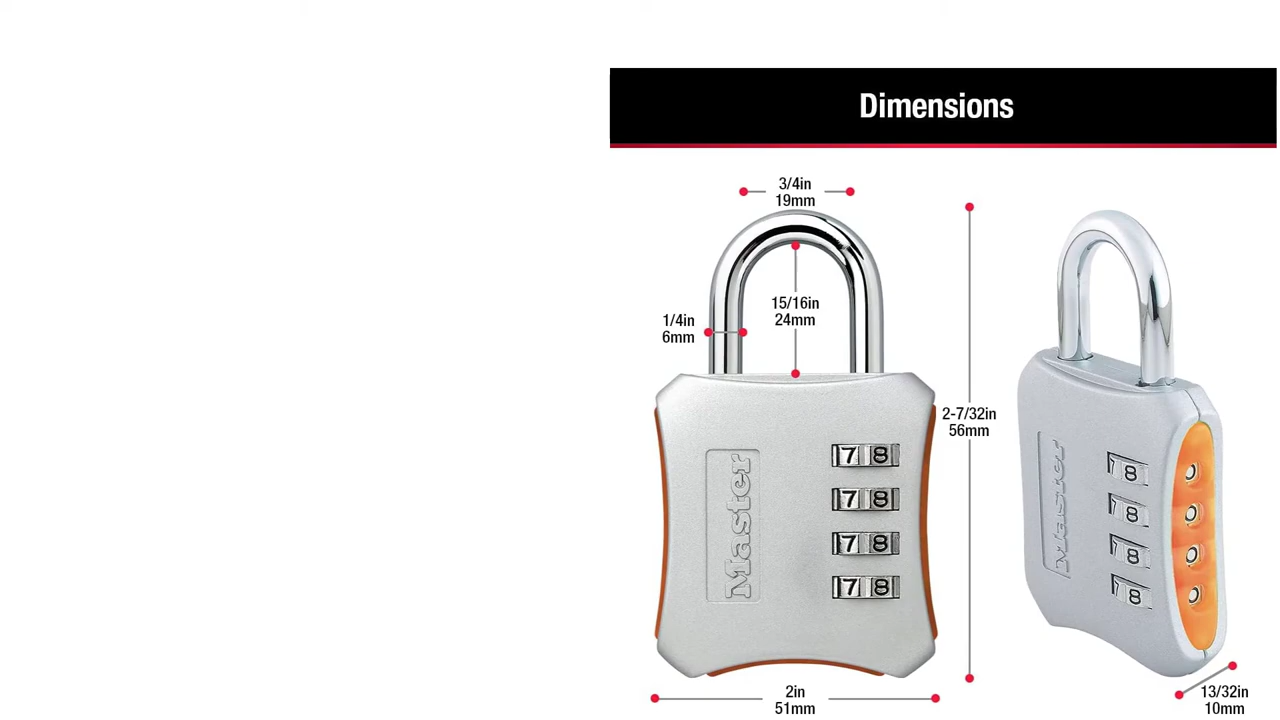 Dimensions
3/4in
19mm
15/16in
24mm
1/4in
6mm
2-7/32in
56mm
Master
7 8
7 8
7 8
7 8
Master
8
8
8
8
2in
51mm
13/32in
10mm